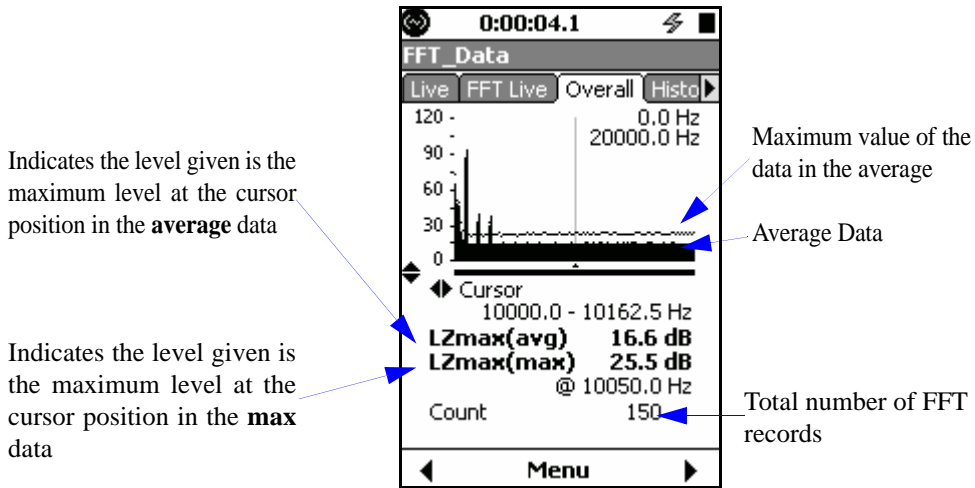 Indicates the level given is the
maximum level at the cursor
position in the average data
Indicates the level given is
the maximum level at the
cursor position in the max
data
0:00:04.1
FFT_Data
Live FFT Live Overall Histo
120
90
60
30
0
0.0 Hz
20000.0 Hz
Cursor
10000.0 - 10162.5 Hz
LZmax(avg) 16.6 dB
LZmax(max) 25.5 dB
@ 10050.0 Hz
Count 150
Menu
Maximum value of the
data in the average
Average Data
Total number of FFT
records